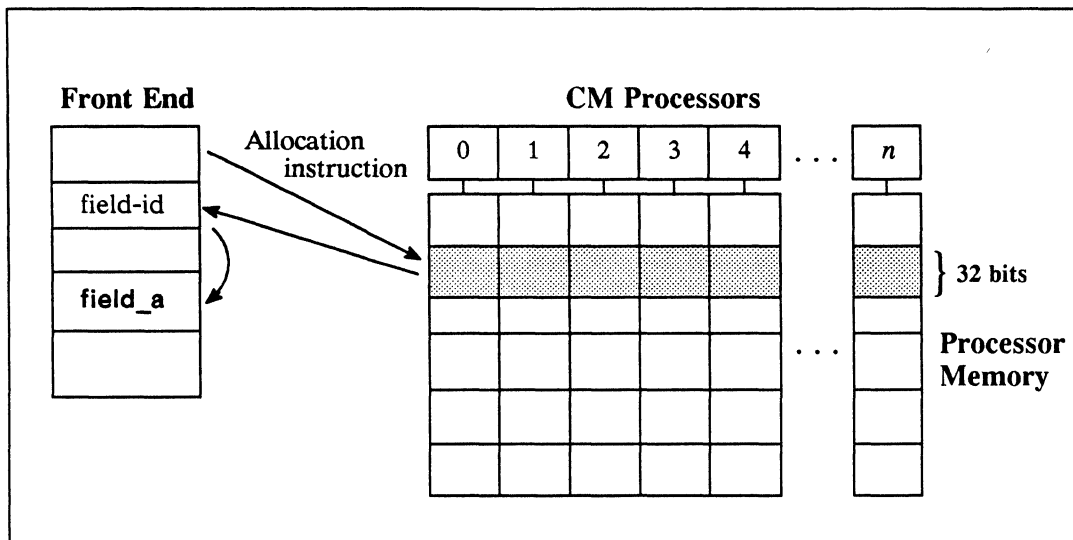 Front End
CM Processors
Allocation
instruction
0 1 2 3 4 . . . n
field-id
field_a
32 bits
. . .
Processor
Memory